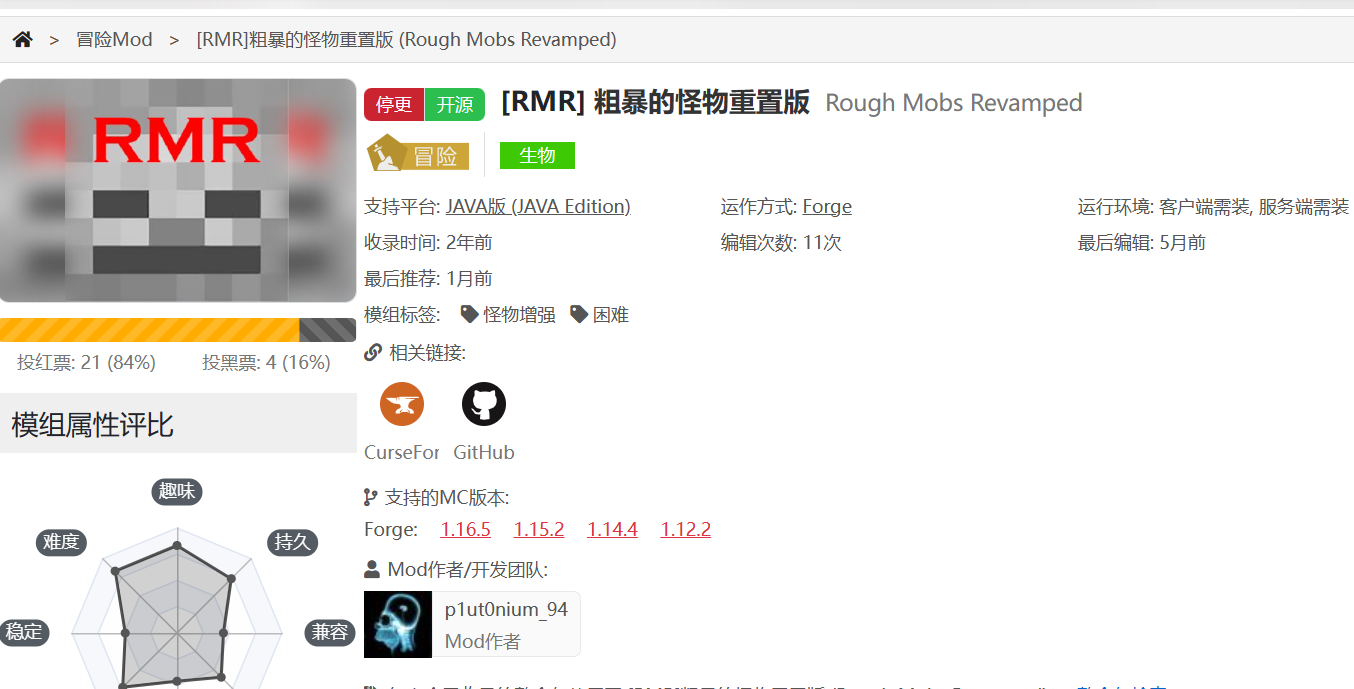 > 冒险Mod > [RMR]粗暴的怪物重置版 (Rough Mobs Revamped)
RMR
停更 开源 [RMR] 粗暴的怪物重置版 Rough Mobs Revamped
冒险 生物
支持平台: JAVA版 (JAVA Edition) 运作方式: Forge 运行环境: 客户端需装, 服务端需装
收录时间: 2年前 编辑次数: 11次 最后编辑: 5月前
最后推荐: 1月前
模组标签: 怪物增强 困难
相关链接:
CurseFor GitHub
支持的MC版本:
Forge: 1.16.5 1.15.2 1.14.4 1.12.2
Mod作者/开发团队:
p1ut0nium_94
Mod作者
投红票: 21 (84%) 投黑票: 4 (16%)
模组属性评比
趣味
难度 持久
稳定 兼容